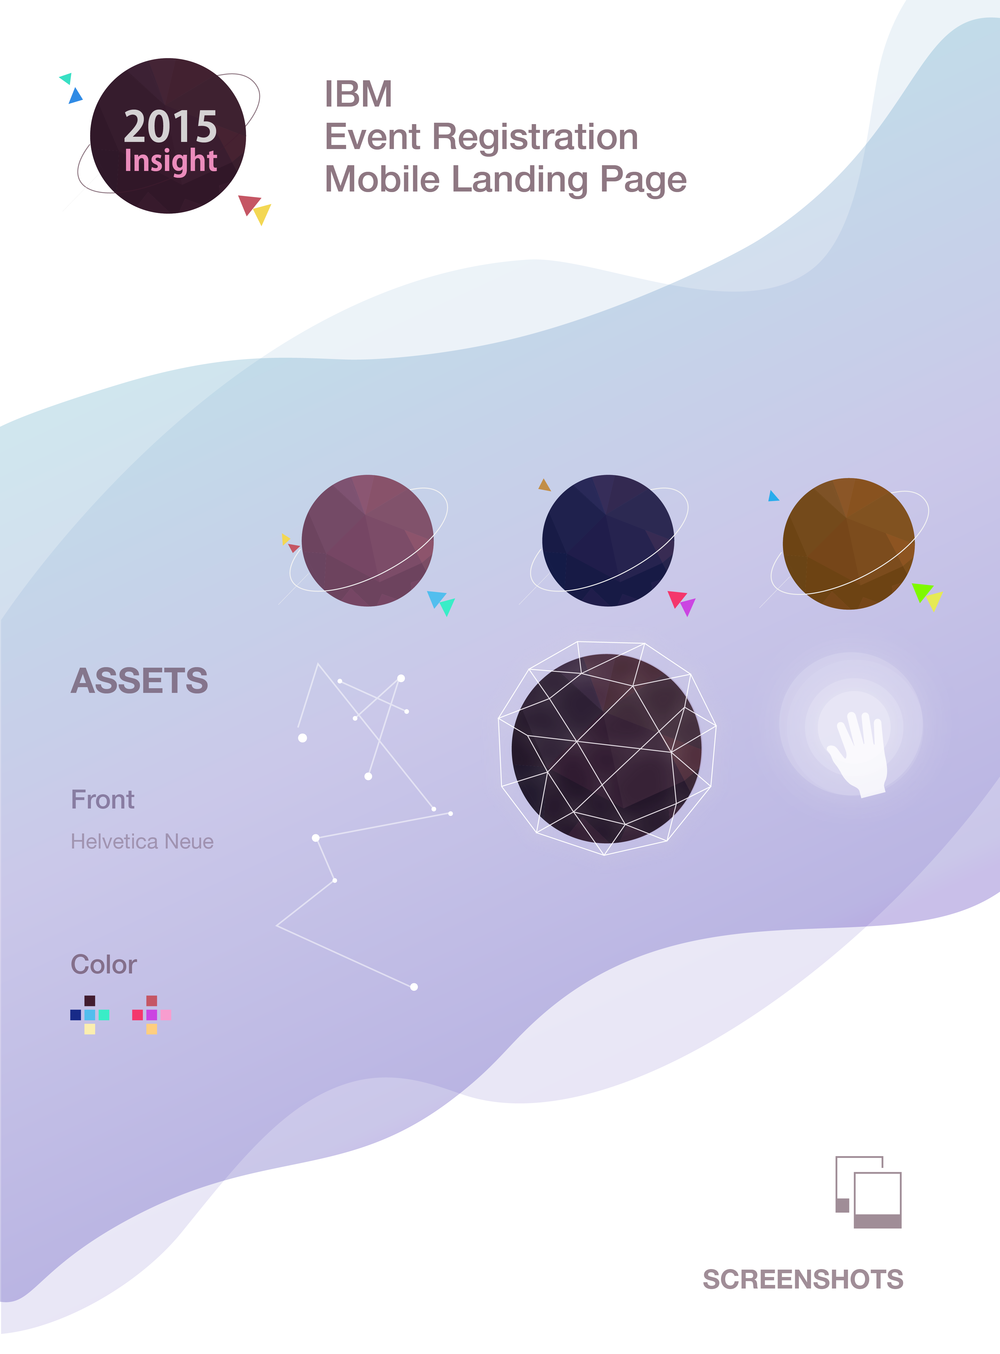 2015
Insight
IBM
Event Registration
Mobile Landing Page
ASSETS
Front
Helvetica Neue
Color
SCREENSHOTS